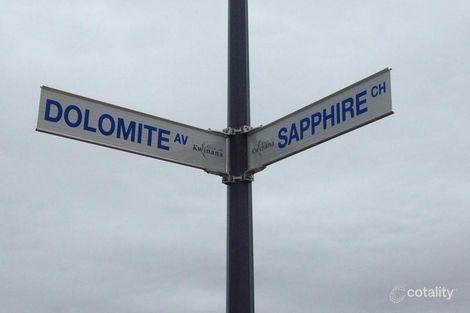 DOLOMITE AV
Kwinana
SAPPHIRE CH
Kwinana
cotality